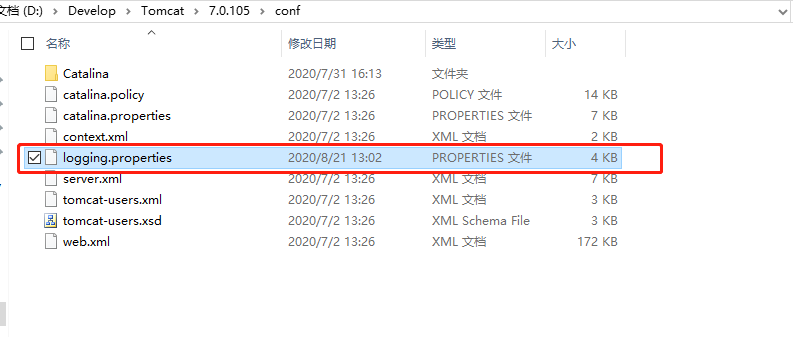 文档 (D:) › Develop › Tomcat › 7.0.105 › conf
名称 修改日期 类型 大小
Catalina 2020/7/31 16:13 文件夹
catalina.policy 2020/7/2 13:26 POLICY 文件 14 KB
catalina.properties 2020/7/2 13:26 PROPERTIES 文件 7 KB
context.xml 2020/7/2 13:26 XML 文档 2 KB
logging.properties 2020/8/21 13:02 PROPERTIES 文件 4 KB
server.xml 2020/7/2 13:26 XML 文档 7 KB
tomcat-users.xml 2020/7/2 13:26 XML 文档 3 KB
tomcat-users.xsd 2020/7/2 13:26 XML Schema File 3 KB
web.xml 2020/7/2 13:26 XML 文档 172 KB